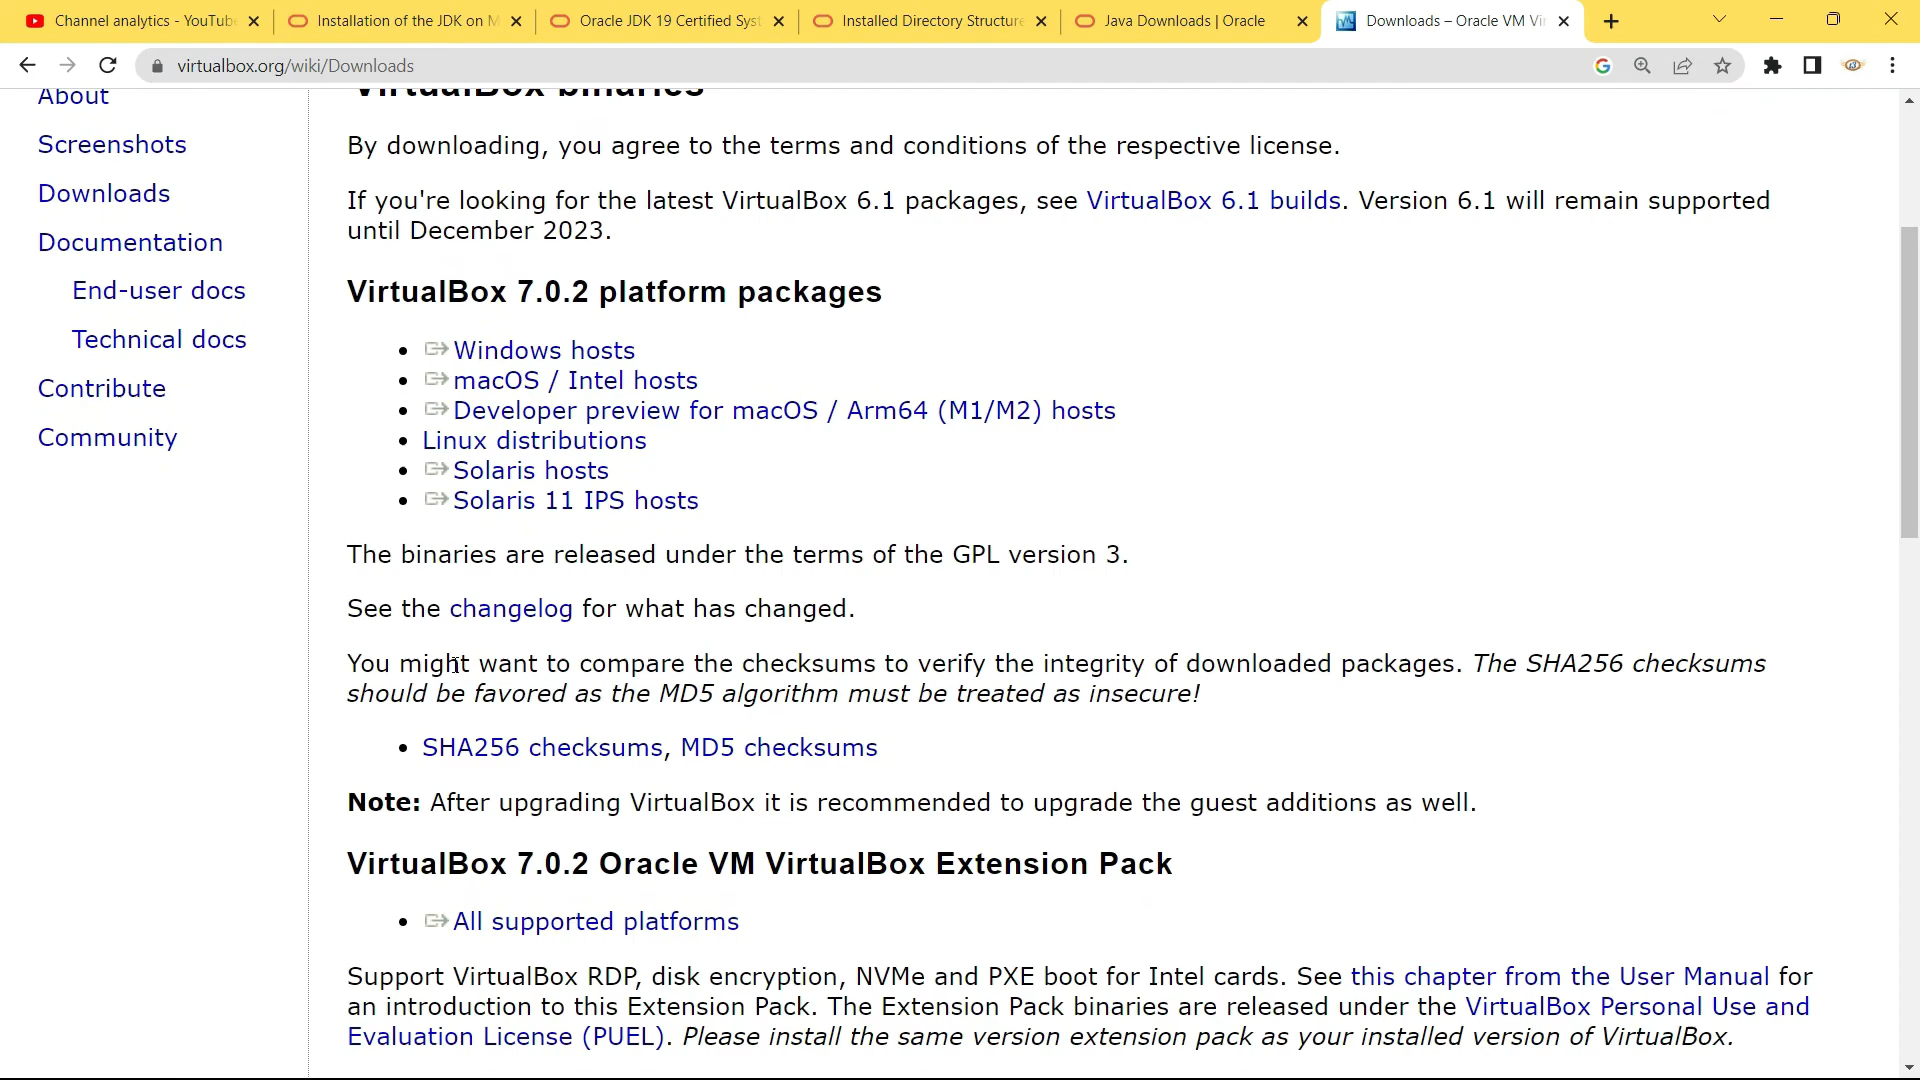 Channel analytics - YouTube
Installation of the JDK on M
Oracle JDK 19 Certified Syst
Installed Directory Structure
Java Downloads | Oracle
Downloads – Oracle VM Vir
virtualbox.org/wiki/Downloads
About
Screenshots
Downloads
Documentation
End-user docs
Technical docs
Contribute
Community
VirtualBox binaries
By downloading, you agree to the terms and conditions of the respective license.
If you're looking for the latest VirtualBox 6.1 packages, see VirtualBox 6.1 builds. Version 6.1 will remain supported
until December 2023.
VirtualBox 7.0.2 platform packages
Windows hosts
macOS / Intel hosts
Developer preview for macOS / Arm64 (M1/M2) hosts
Linux distributions
Solaris hosts
Solaris 11 IPS hosts
The binaries are released under the terms of the GPL version 3.
See the changelog for what has changed.
You might want to compare the checksums to verify the integrity of downloaded packages. The SHA256 checksums
should be favored as the MD5 algorithm must be treated as insecure!
SHA256 checksums, MD5 checksums
Note: After upgrading VirtualBox it is recommended to upgrade the guest additions as well.
VirtualBox 7.0.2 Oracle VM VirtualBox Extension Pack
All supported platforms
Support VirtualBox RDP, disk encryption, NVMe and PXE boot for Intel cards. See this chapter from the User Manual for
an introduction to this Extension Pack. The Extension Pack binaries are released under the VirtualBox Personal Use and
Evaluation License (PUEL). Please install the same version extension pack as your installed version of VirtualBox.